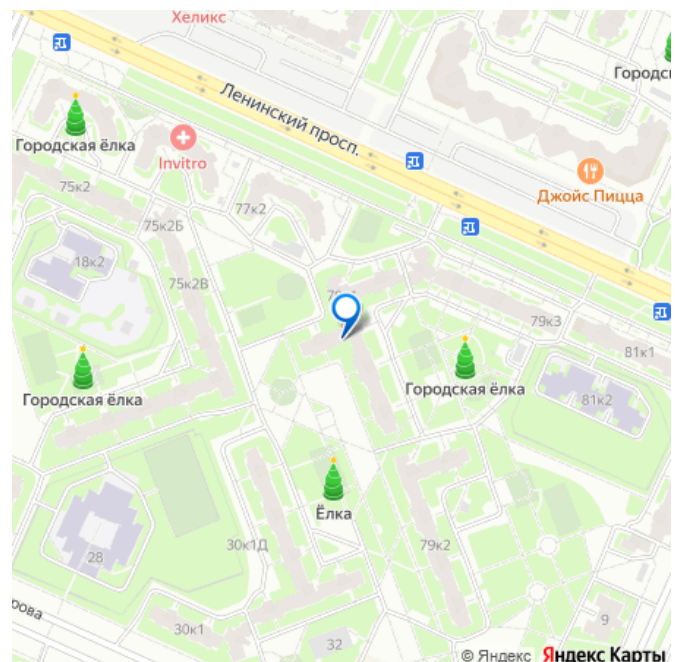 Хеликс
Городс
Ленинский просп.
Городская ёлка
Invitro
Джойс Пицца
75к2
77к2
75к2Б
18к2
75к2В
79к3
81к1
Городская ёлка
Городская ёлка
81к2
Ёлка
30к1Д
79к2
28
рова
9
30к1
32
© Яндекс Яндекс Карты